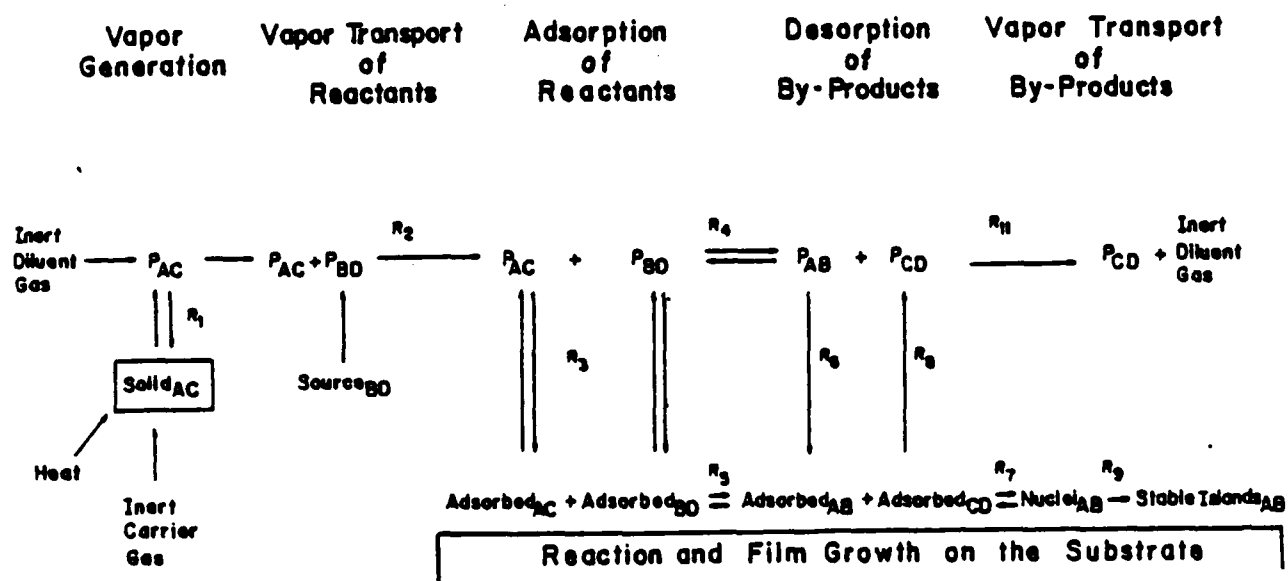 Vapor
Generation
Vapor Transport
of
Reactants
Adsorption
of
Reactants
Desorption
of
By-Products
Vapor Transport
of
By-Products
Inert
Diluent
Gas
P_AC
P_AC + P_BD
R_2
P_AC + P_BD
R_4
P_AB + P_CD
R_11
P_CD + Inert
Diluent
Gas
R_1
R_3
R_6
R_8
Solid_AC
Source_BD
Heat
Inert
Carrier
Gas
Adsorbed_AC + Adsorbed_BD ⇌ R_5 Adsorbed_AB + Adsorbed_CD ⇌ R_7 Nuclei_AB — R_9 Stable Islands_AB
Reaction and Film Growth on the Substrate